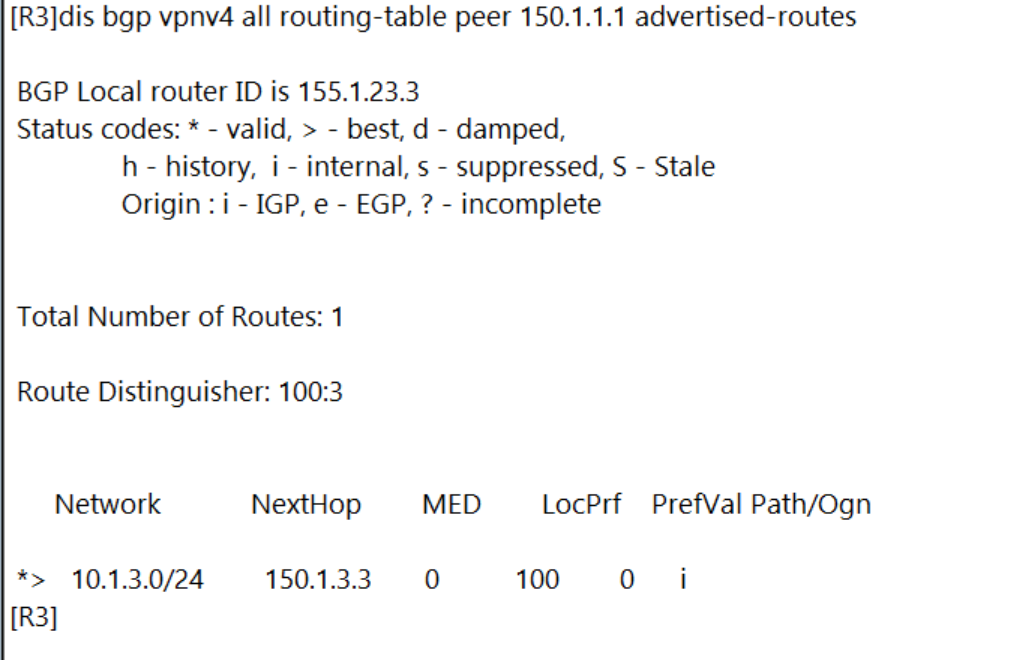 [R3]dis bgp vpnv4 all routing-table peer 150.1.1.1 advertised-routes
BGP Local router ID is 155.1.23.3
Status codes: * - valid, > - best, d - damped,
h - history, i - internal, s - suppressed, S - Stale
Origin : i - IGP, e - EGP, ? - incomplete
Total Number of Routes: 1
Route Distinguisher: 100:3
Network NextHop MED LocPrf PrefVal Path/Ogn
*> 10.1.3.0/24 150.1.3.3 0 100 0 i
[R3]